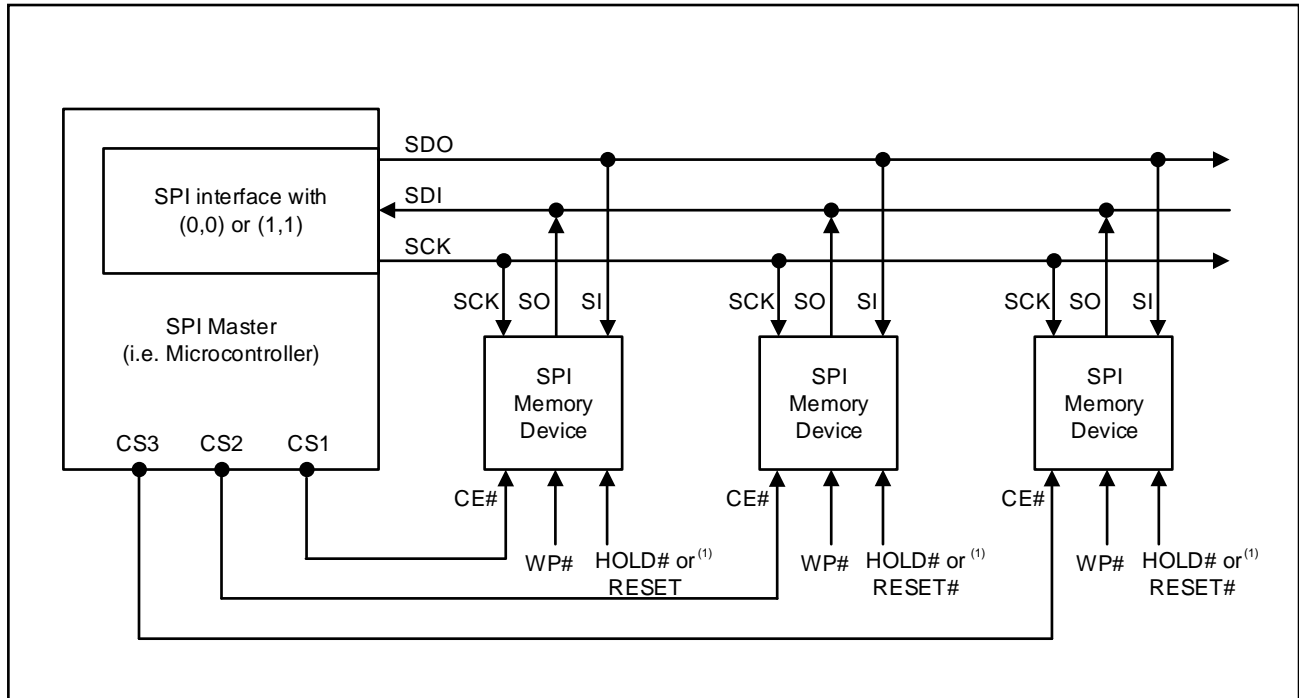 SDO
SPI interface with
(0,0) or (1,1)
SDI
SCK
SPI Master
(i.e. Microcontroller)
SCK SO SI
SCK SO SI
SCK SO SI
SPI
Memory
Device
SPI
Memory
Device
SPI
Memory
Device
CS3 CS2 CS1
CE#
CE#
CE#
WP#
HOLD# or (1)
RESET
WP#
HOLD# or (1)
RESET#
WP#
HOLD# or (1)
RESET#